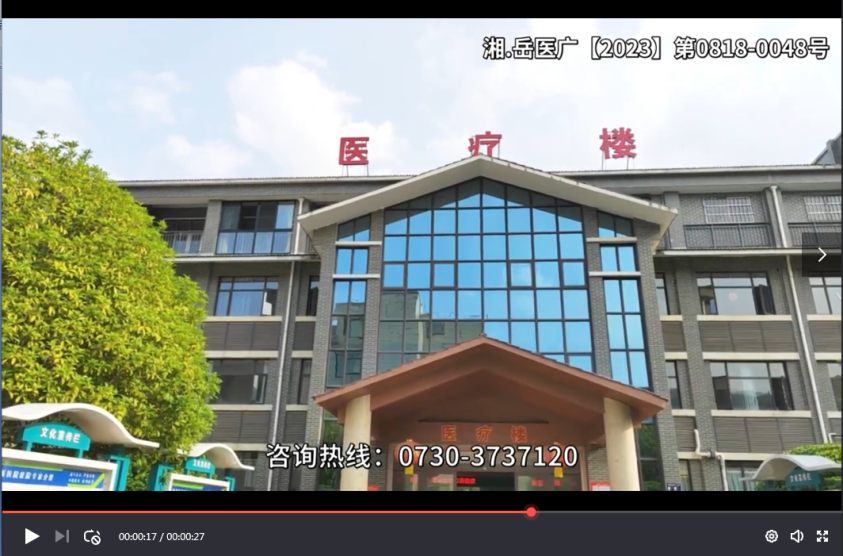 湘.岳医广【2023】第0818-0048号
医疗楼
文化宣传栏
医疗楼
咨询热线：0730-3737120
00:00:17 / 00:00:27